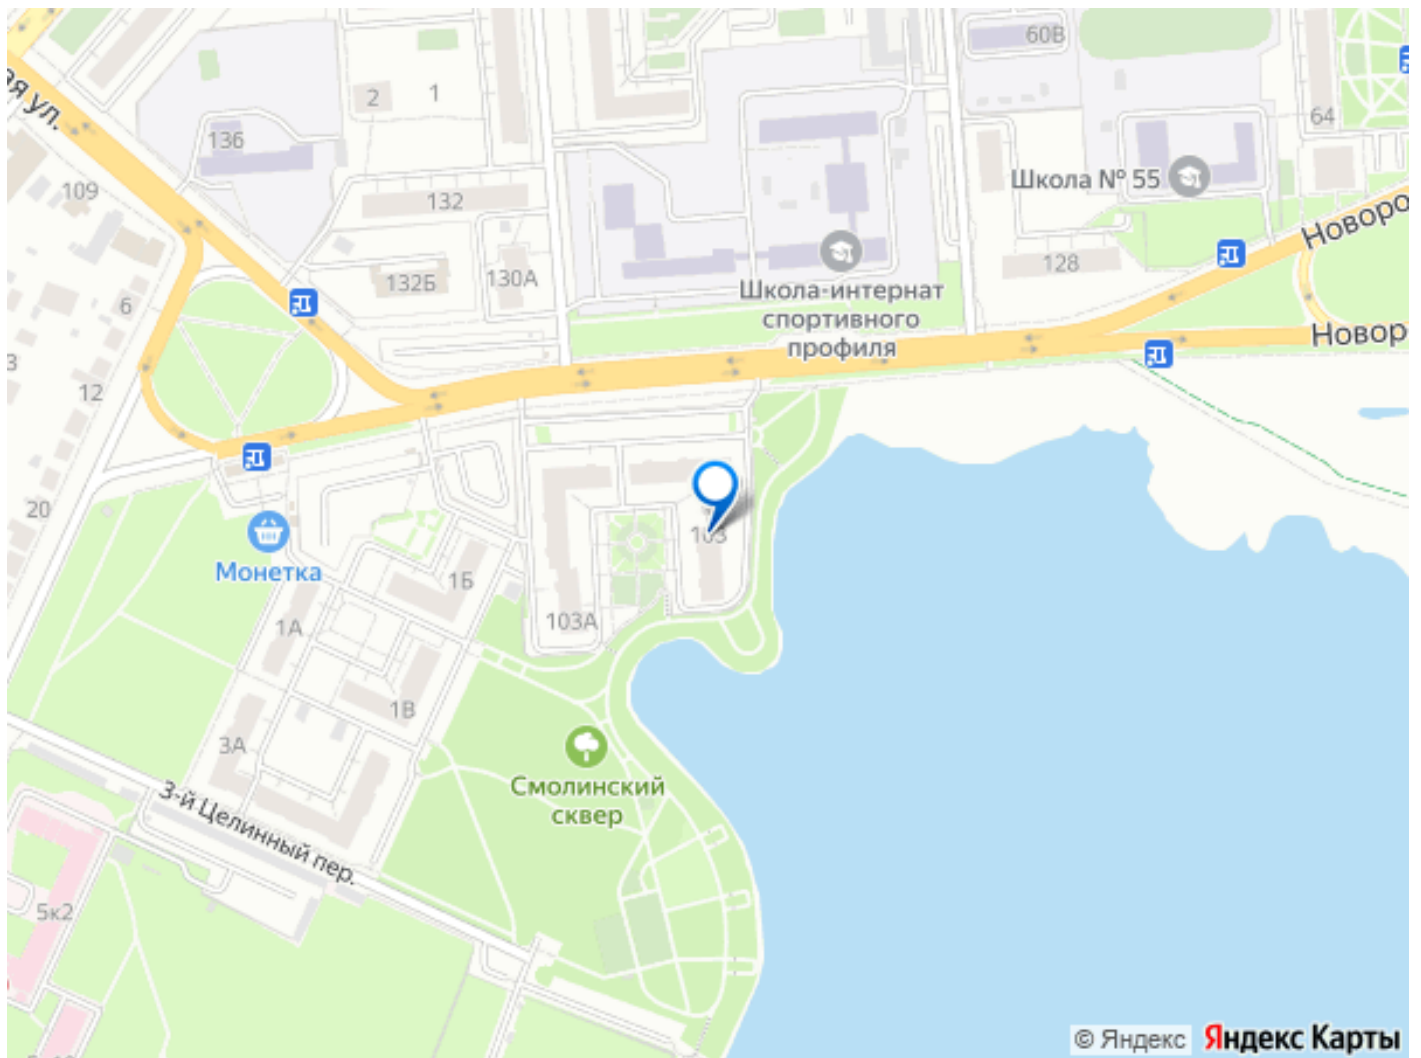 60В
ая ул.
2
1
136
64
Школа № 55
109
132
Новоро
128
132Б
130А
6
Школа-интернат
спортивного
профиля
Новор
3
12
20
103
Монетка
1Б
103А
1А
1В
3А
Смолинский
сквер
3-й Целинный пер.
5к2
© Яндекс
Яндекс Карты